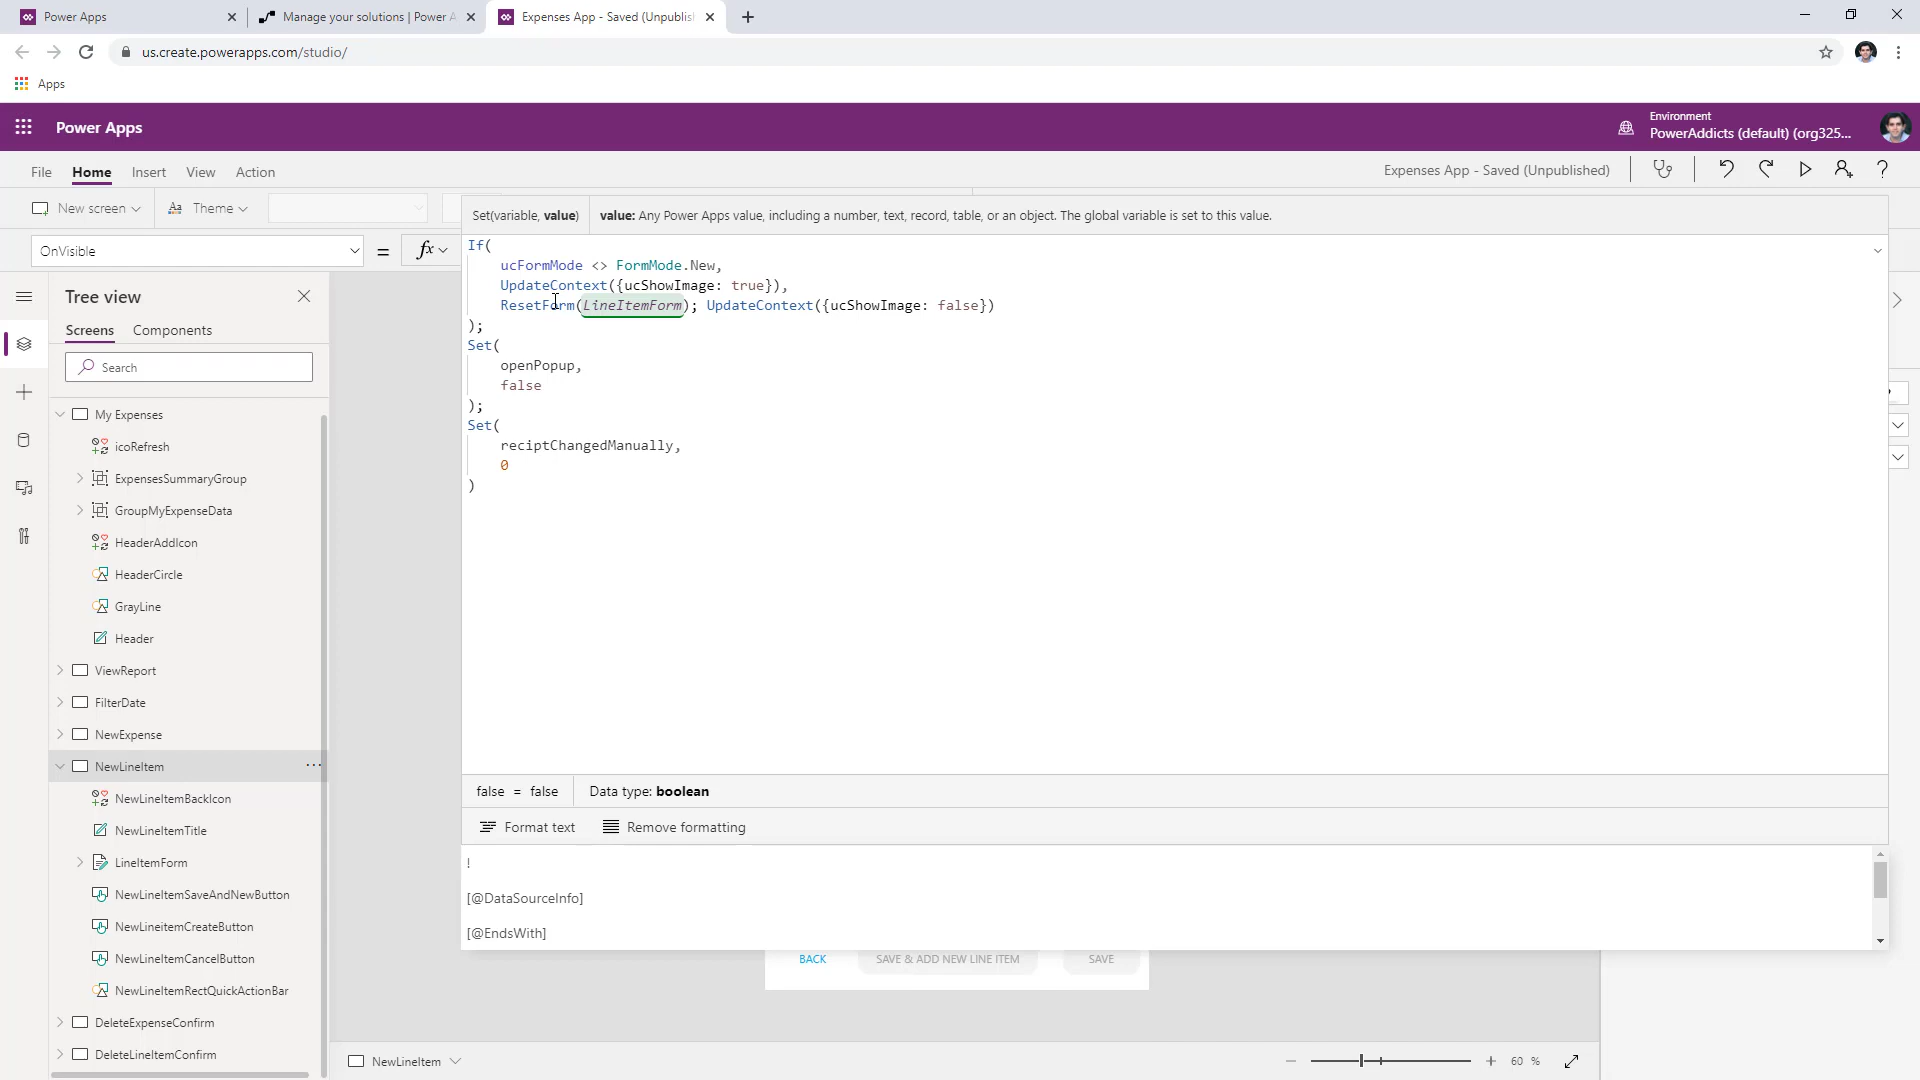 Power Apps
Manage your solutions | Power A
Expenses App - Saved (Unpublis
us.create.powerapps.com/studio/
Apps
Power Apps
Environment
PowerAddicts (default) (org325...
File
Home
Insert
View
Action
Expenses App - Saved (Unpublished)
New screen
Theme
Set(variable, value)
value: Any Power Apps value, including a number, text, record, table, or an object. The global variable is set to this value.
OnVisible
=
fx
If(
ucFormMode <> FormMode.New,
UpdateContext({ucShowImage: true}),
ResetForm(LineItemForm); UpdateContext({ucShowImage: false})
);
Set(
openPopup,
false
);
Set(
reciptChangedManually,
0
)
Tree view
Screens
Components
Search
My Expenses
icoRefresh
ExpensesSummaryGroup
GroupMyExpenseData
HeaderAddIcon
HeaderCircle
GrayLine
Header
ViewReport
FilterDate
NewExpense
NewLineItem
NewLineItemBackIcon
NewLineItemTitle
LineItemForm
NewLineItemSaveAndNewButton
NewLineitemCreateButton
NewLineItemCancelButton
NewLineItemRectQuickActionBar
DeleteExpenseConfirm
DeleteLineItemConfirm
false = false
Data type: boolean
Format text
Remove formatting
!
[@DataSourceInfo]
[@EndsWith]
BACK
SAVE & ADD NEW LINE ITEM
SAVE
NewLineItem
60 %